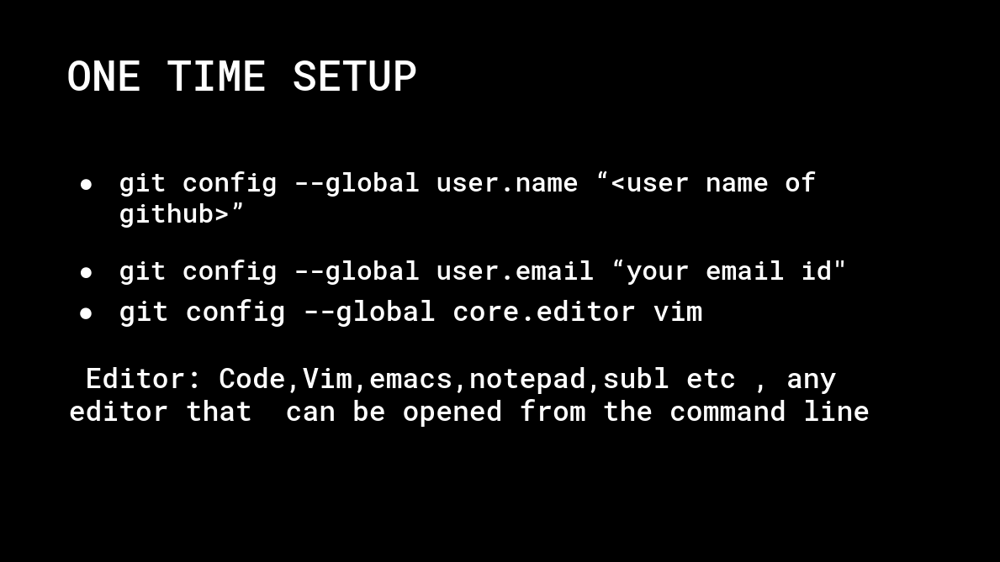 ONE TIME SETUP
● git config --global user.name “<user name of
github>”
● git config --global user.email “your email id"
● git config --global core.editor vim
Editor: Code,Vim,emacs,notepad,subl etc , any
editor that  can be opened from the command line